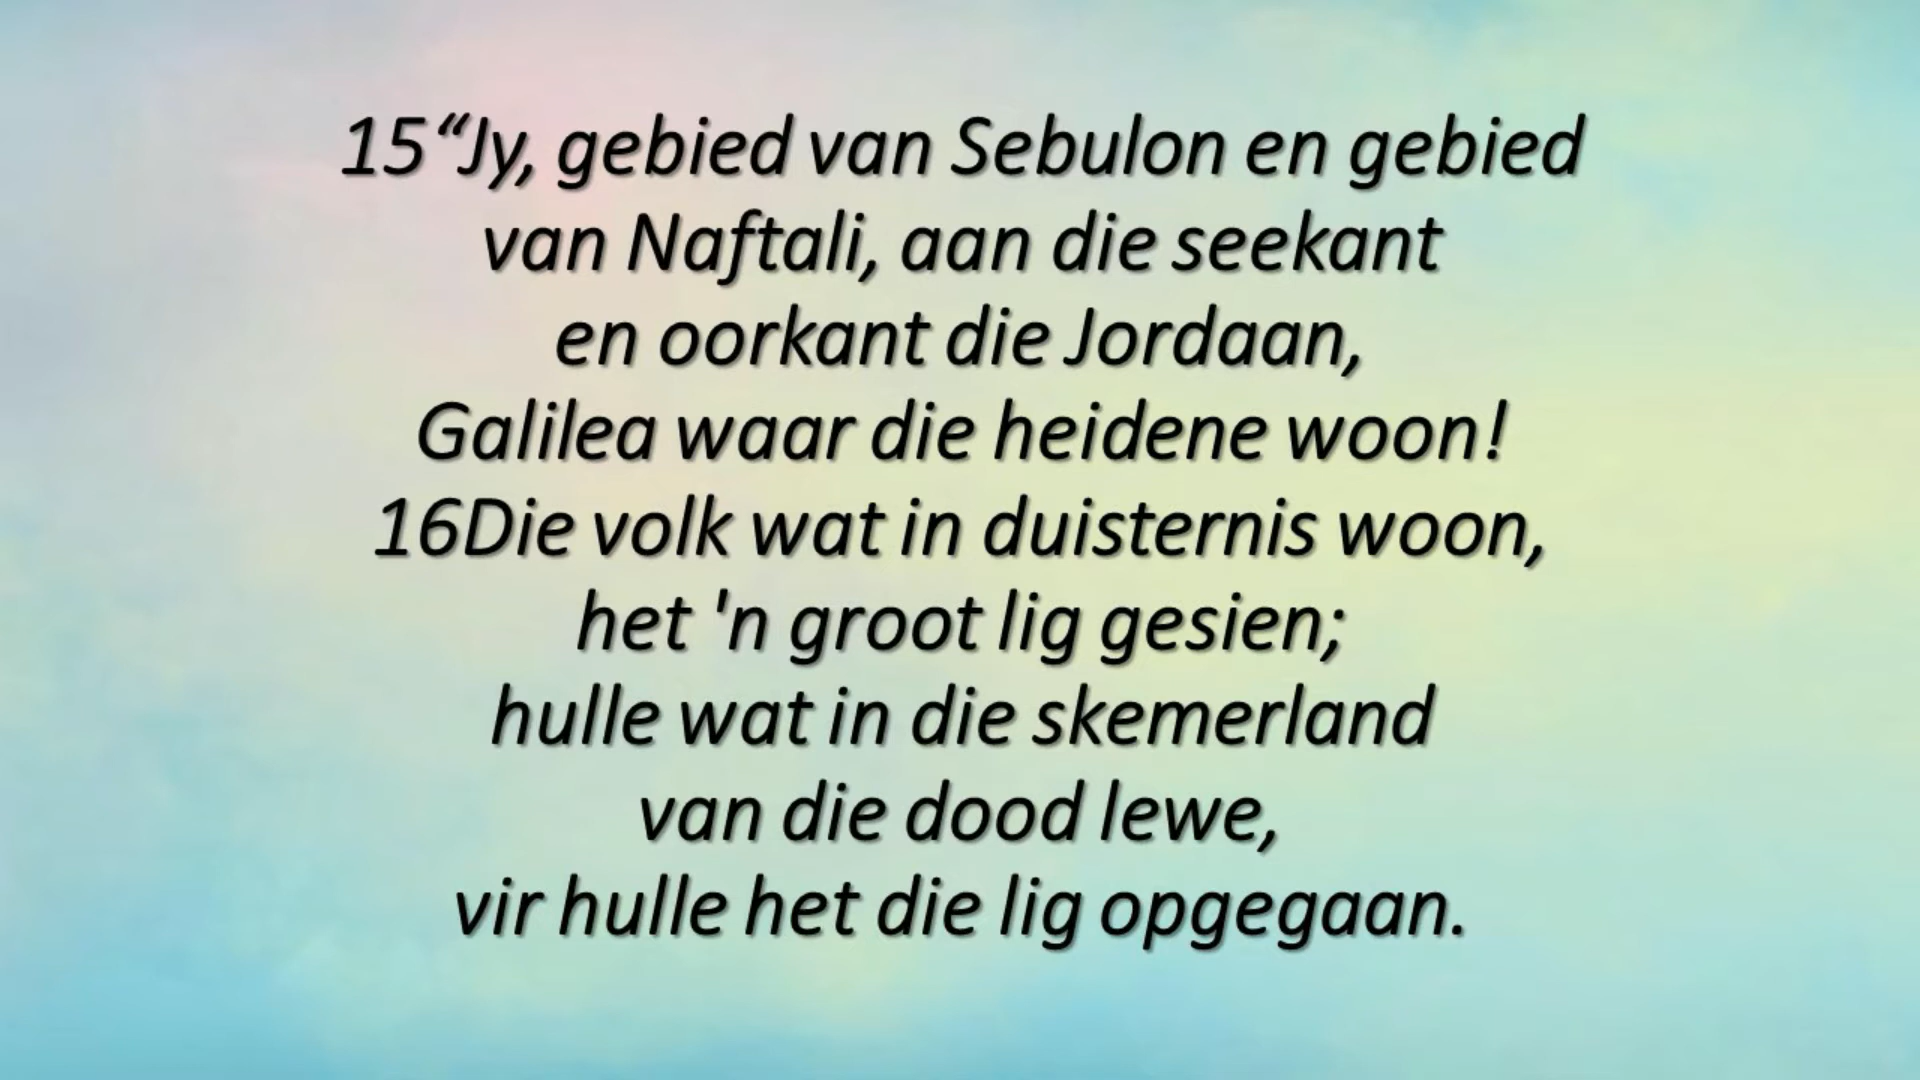 15“Jy, gebied van Sebulon en gebied
van Naftali, aan die seekant
en oorkant die Jordaan,
Galilea waar die heidene woon!
16Die volk wat in duisternis woon,
het 'n groot lig gesien;
hulle wat in die skemerland
van die dood lewe,
vir hulle het die lig opgegaan.